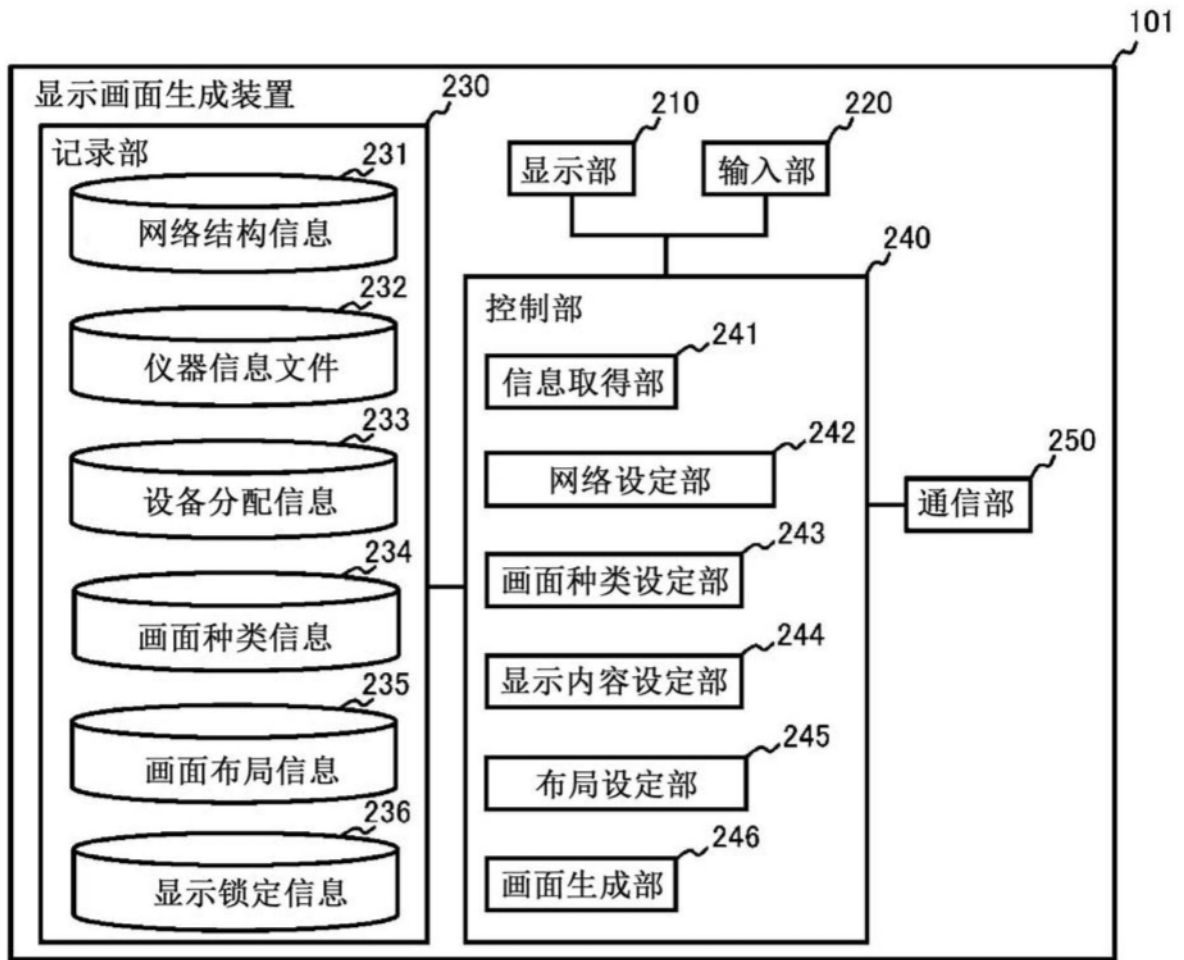 101
显示画面生成装置
230
210
220
记录部
231
显示部
输入部
网络结构信息
240
232
控制部
仪器信息文件
241
信息取得部
233
242
设备分配信息
网络设定部
250
通信部
234
243
画面种类信息
画面种类设定部
244
235
显示内容设定部
画面布局信息
245
布局设定部
236
246
显示锁定信息
画面生成部